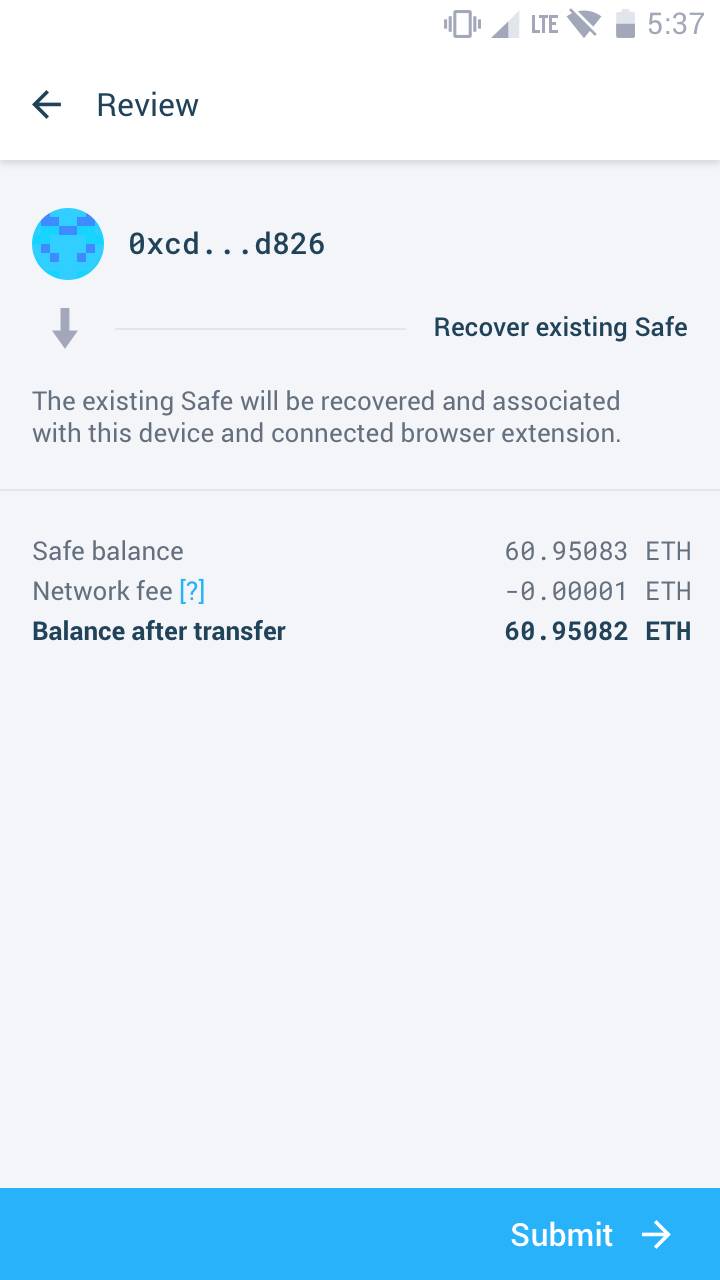 LTE 5:37
Review
0xcd...d826
Recover existing Safe
The existing Safe will be recovered and associated
with this device and connected browser extension.
Safe balance 60.95083 ETH
Network fee [?] -0.00001 ETH
Balance after transfer 60.95082 ETH
Submit